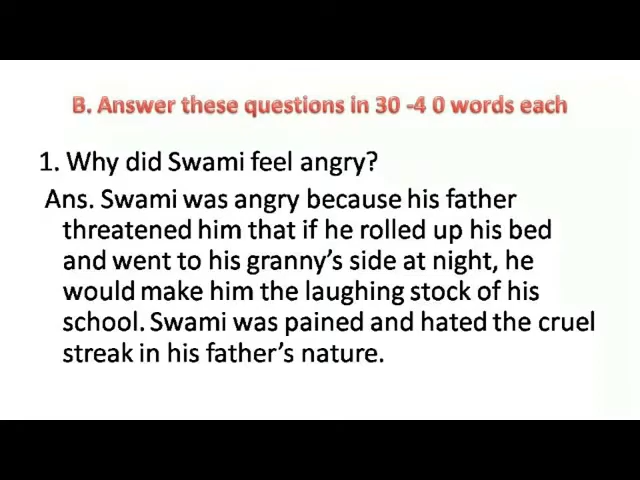 B. Answer these questions in 30 -4 0 words each
1. Why did Swami feel angry?
Ans. Swami was angry because his father
threatened him that if he rolled up his bed
and went to his granny’s side at night, he
would make him the laughing stock of his
school. Swami was pained and hated the cruel
streak in his father’s nature.